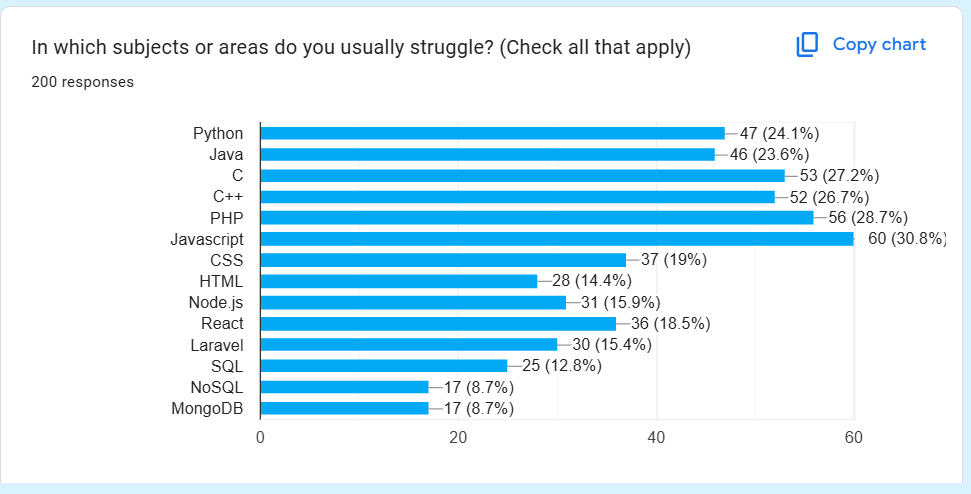 In which subjects or areas do you usually struggle? (Check all that apply)
Copy chart
200 responses
Python 47 (24.1%)
Java 46 (23.6%)
C 53 (27.2%)
C++ 52 (26.7%)
PHP 56 (28.7%)
Javascript 60 (30.8%)
CSS 37 (19%)
HTML 28 (14.4%)
Node.js 31 (15.9%)
React 36 (18.5%)
Laravel 30 (15.4%)
SQL 25 (12.8%)
NoSQL 17 (8.7%)
MongoDB 17 (8.7%)
0 20 40 60